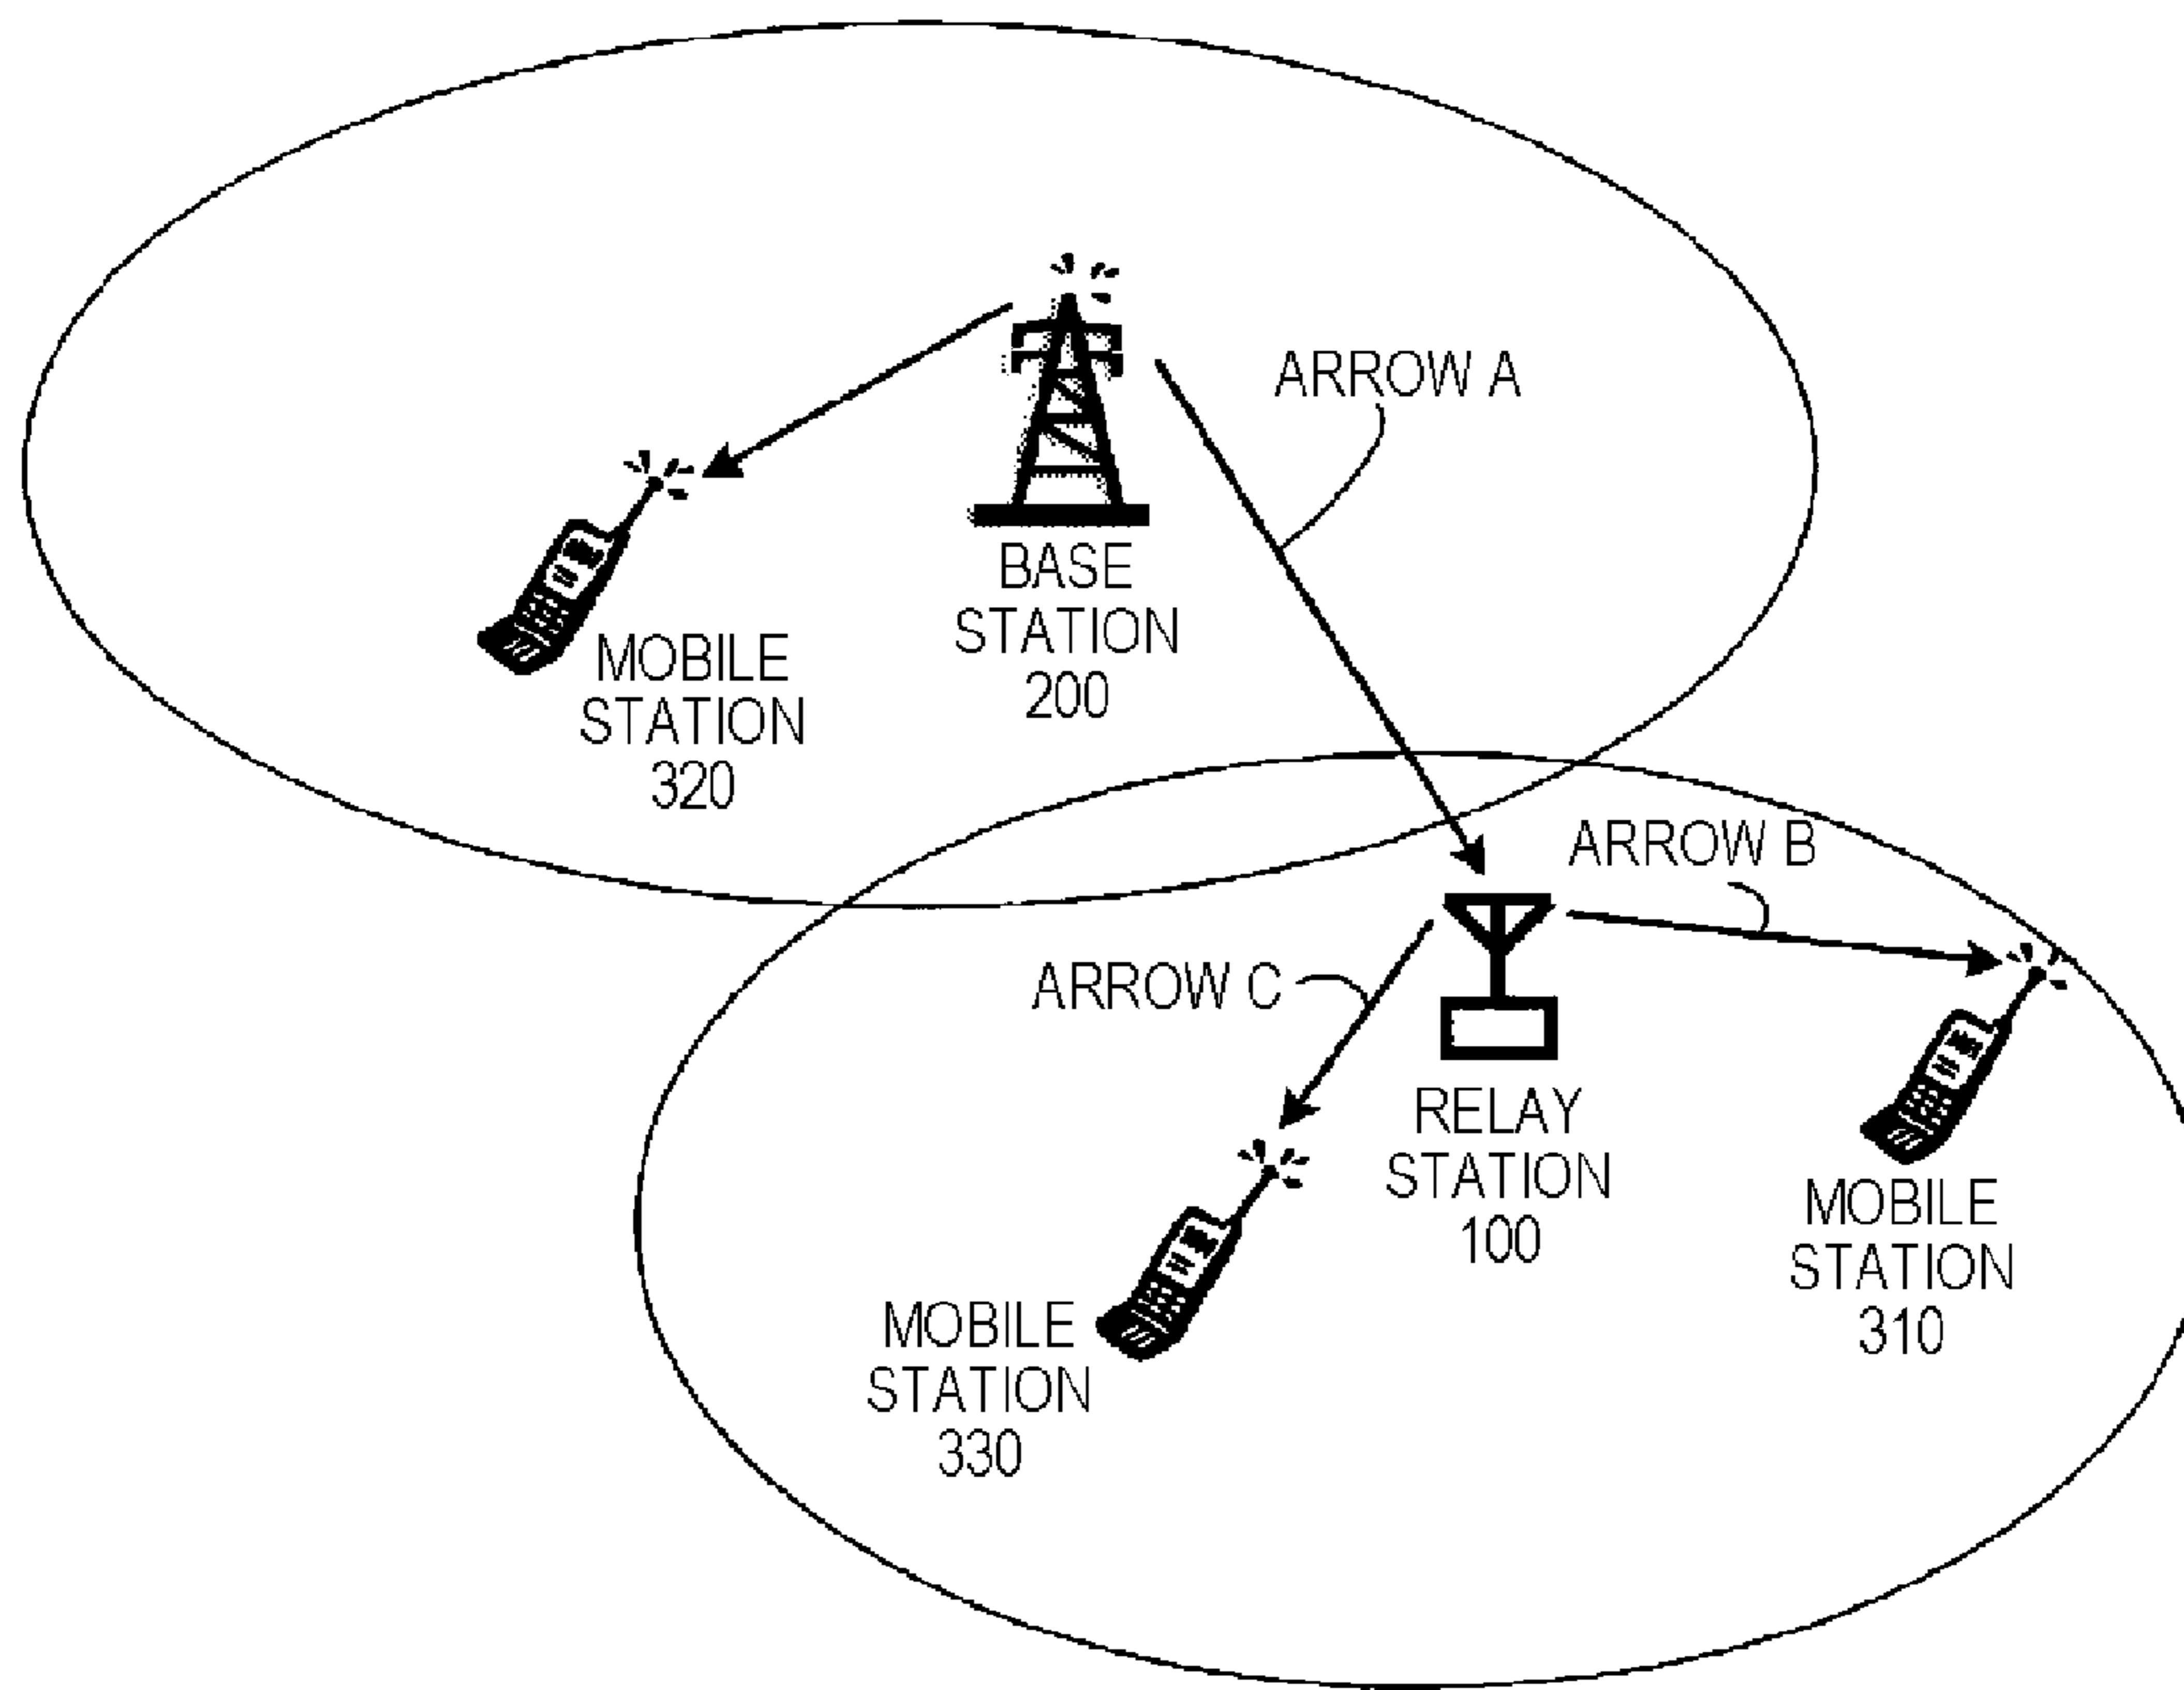 ARROW A
BASE
STATION
200
MOBILE
STATION
320
ARROW B
ARROW C
RELAY
STATION
100
MOBILE
STATION
310
MOBILE
STATION
330